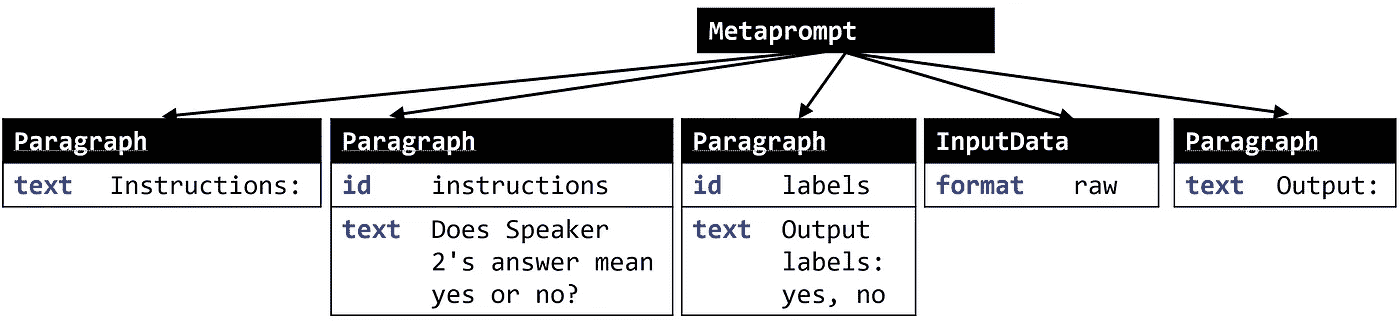 Metaprompt
Paragraph
text Instructions:
Paragraph
id instructions
text Does Speaker
2's answer mean
yes or no?
Paragraph
id labels
text Output
labels:
yes, no
InputData
format raw
Paragraph
text Output: